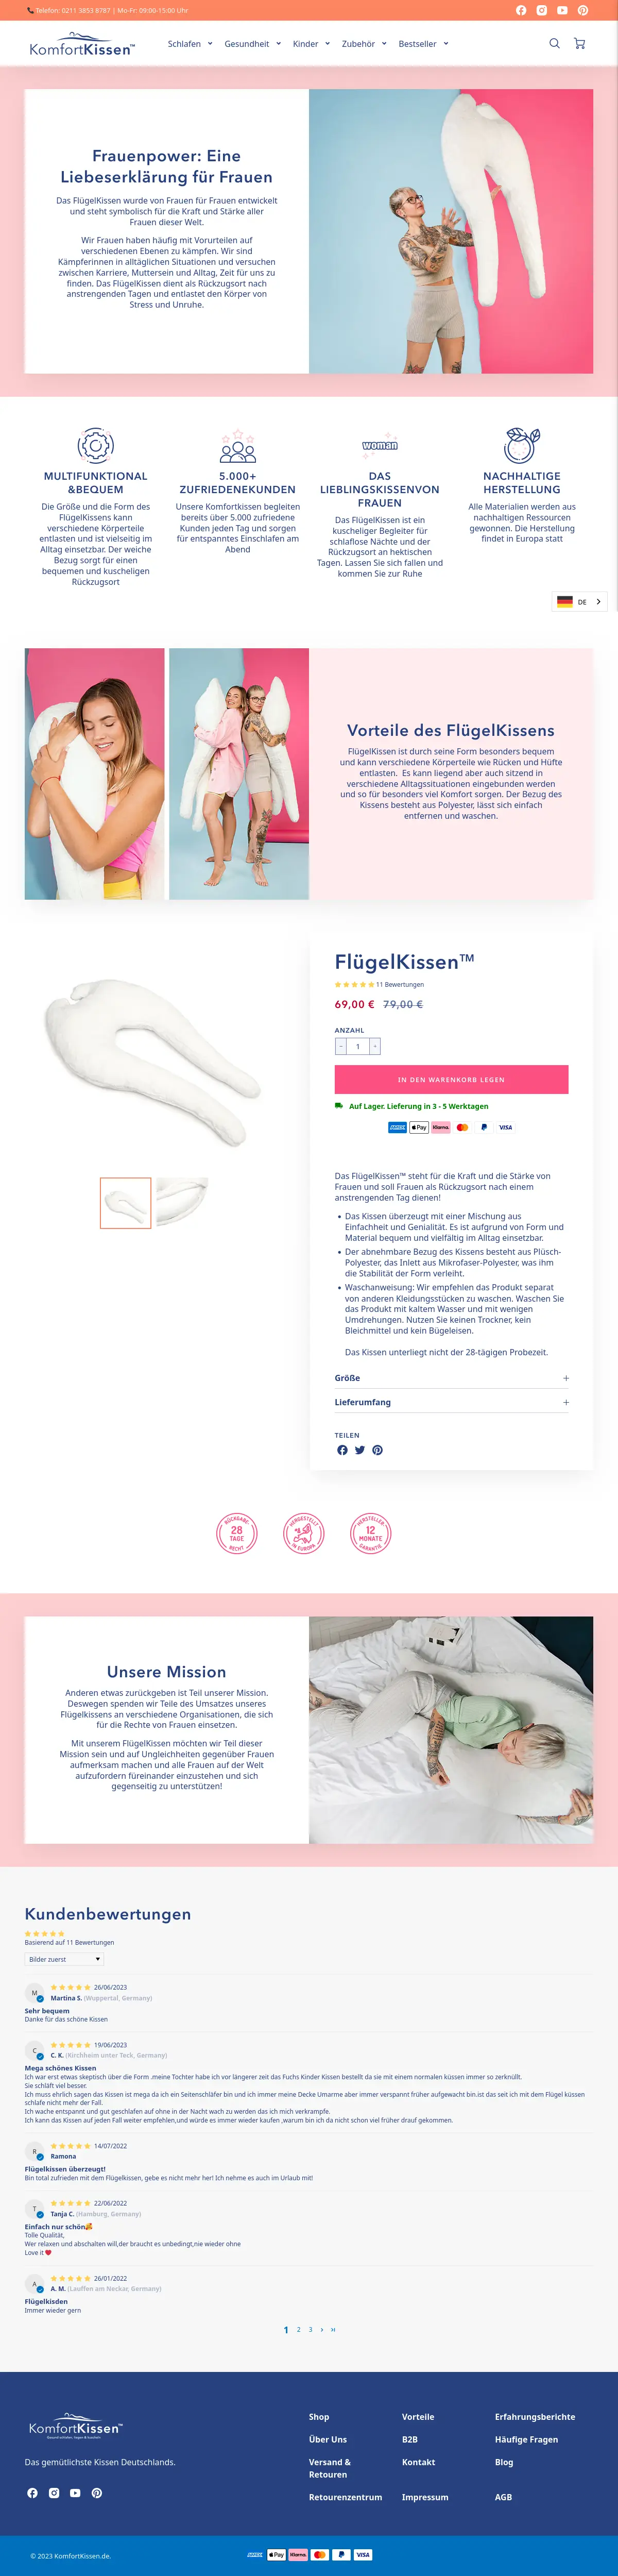 Telefon: 0211 3853 8787 | Mo-Fr: 09:00-15:00 Uhr
KomfortKissen™
Schlafen
Gesundheit
Kinder
Zubehör
Bestseller
Frauenpower: Eine
Liebeserklärung für Frauen
Das FlügelKissen wurde von Frauen für Frauen entwickelt
und steht symbolisch für die Kraft und Stärke aller
Frauen dieser Welt.
Wir Frauen haben häufig mit Vorurteilen auf
verschiedenen Ebenen zu kämpfen. Wir sind
Kämpferinnen in alltäglichen Situationen und versuchen
zwischen Karriere, Muttersein und Alltag, Zeit für uns zu
finden. Das FlügelKissen dient als Rückzugsort nach
anstrengenden Tagen und entlastet den Körper von
Stress und Unruhe.
MULTIFUNKTIONAL
&BEQUEM
Die Größe und die Form des
FlügelKissens kann
verschiedene Körperteile
entlasten und ist vielseitig im
Alltag einsetzbar. Der weiche
Bezug sorgt für einen
bequemen und kuscheligen
Rückzugsort
5.000+
ZUFRIEDENEKUNDEN
Unsere Komfortkissen begleiten
bereits über 5.000 zufriedene
Kunden jeden Tag und sorgen
für entspanntes Einschlafen am
Abend
woman
DAS
LIEBLINGSKISSENVON
FRAUEN
Das FlügelKissen ist ein
kuscheliger Begleiter für
schlaflose Nächte und der
Rückzugsort an hektischen
Tagen. Lassen Sie sich fallen und
kommen Sie zur Ruhe
NACHHALTIGE
HERSTELLUNG
Alle Materialien werden aus
nachhaltigen Ressourcen
gewonnen. Die Herstellung
findet in Europa statt
DE
Vorteile des FlügelKissens
FlügelKissen ist durch seine Form besonders bequem
und kann verschiedene Körperteile wie Rücken und Hüfte
entlasten. Es kann liegend aber auch sitzend in
verschiedene Alltagssituationen eingebunden werden
und so für besonders viel Komfort sorgen. Der Bezug des
Kissens besteht aus Polyester, lässt sich einfach
entfernen und waschen.
FlügelKissen™
11 Bewertungen
69,00 € 79,00 €
ANZAHL
− 1 +
IN DEN WARENKORB LEGEN
Auf Lager. Lieferung in 3 - 5 Werktagen
Apple Pay Klarna. VISA
Das FlügelKissen™ steht für die Kraft und die Stärke von
Frauen und soll Frauen als Rückzugsort nach einem
anstrengenden Tag dienen!
Das Kissen überzeugt mit einer Mischung aus
Einfachheit und Genialität. Es ist aufgrund von Form und
Material bequem und vielfältig im Alltag einsetzbar.
Der abnehmbare Bezug des Kissens besteht aus Plüsch-
Polyester, das Inlett aus Mikrofaser-Polyester, was ihm
die Stabilität der Form verleiht.
Waschanweisung: Wir empfehlen das Produkt separat
von anderen Kleidungsstücken zu waschen. Waschen Sie
das Produkt mit kaltem Wasser und mit wenigen
Umdrehungen. Nutzen Sie keinen Trockner, kein
Bleichmittel und kein Bügeleisen.
Das Kissen unterliegt nicht der 28-tägigen Probezeit.
Größe
Lieferumfang
TEILEN
RÜCKGABE- 28 TAGE RECHT
HERGESTELLT IN EUROPA
HERSTELLER- 12 MONATE GARANTIE
Unsere Mission
Anderen etwas zurückgeben ist Teil unserer Mission.
Deswegen spenden wir Teile des Umsatzes unseres
Flügelkissens an verschiedene Organisationen, die sich
für die Rechte von Frauen einsetzen.
Mit unserem FlügelKissen möchten wir Teil dieser
Mission sein und auf Ungleichheiten gegenüber Frauen
aufmerksam machen und alle Frauen auf der Welt
aufzufordern füreinander einzustehen und sich
gegenseitig zu unterstützen!
Kundenbewertungen
Basierend auf 11 Bewertungen
Bilder zuerst
M
26/06/2023
Martina S. (Wuppertal, Germany)
Sehr bequem
Danke für das schöne Kissen
C
19/06/2023
C. K. (Kirchheim unter Teck, Germany)
Mega schönes Kissen
Ich war erst etwas skeptisch über die Form .meine Tochter habe ich vor längerer zeit das Fuchs Kinder Kissen bestellt da sie mit einem normalen küssen immer so zerknüllt.
Sie schläft viel besser.
Ich muss ehrlich sagen das Kissen ist mega da ich ein Seitenschläfer bin und ich immer meine Decke Umarme aber immer verspannt früher aufgewacht bin.ist das seit ich mit dem Flügel küssen
schlafe nicht mehr der Fall.
Ich wache entspannt und gut geschlafen auf ohne in der Nacht wach zu werden das ich mich verkrampfe.
Ich kann das Kissen auf jeden Fall weiter empfehlen,und würde es immer wieder kaufen ,warum bin ich da nicht schon viel früher drauf gekommen.
R
14/07/2022
Ramona
Flügelkissen überzeugt!
Bin total zufrieden mit dem Flügelkissen, gebe es nicht mehr her! Ich nehme es auch im Urlaub mit!
T
22/06/2022
Tanja C. (Hamburg, Germany)
Einfach nur schön🥰
Tolle Qualität,
Wer relaxen und abschalten will,der braucht es unbedingt,nie wieder ohne
Love it ❤
A
26/01/2022
A. M. (Lauffen am Neckar, Germany)
Flügelkisden
Immer wieder gern
1 2 3
KomfortKissen™
Gesund schlafen, liegen & kuscheln
Das gemütlichste Kissen Deutschlands.
Shop
Vorteile
Erfahrungsberichte
Über Uns
B2B
Häufige Fragen
Versand &
Retouren
Kontakt
Blog
Retourenzentrum
Impressum
AGB
© 2023 KomfortKissen.de.
Apple Pay Klarna. VISA